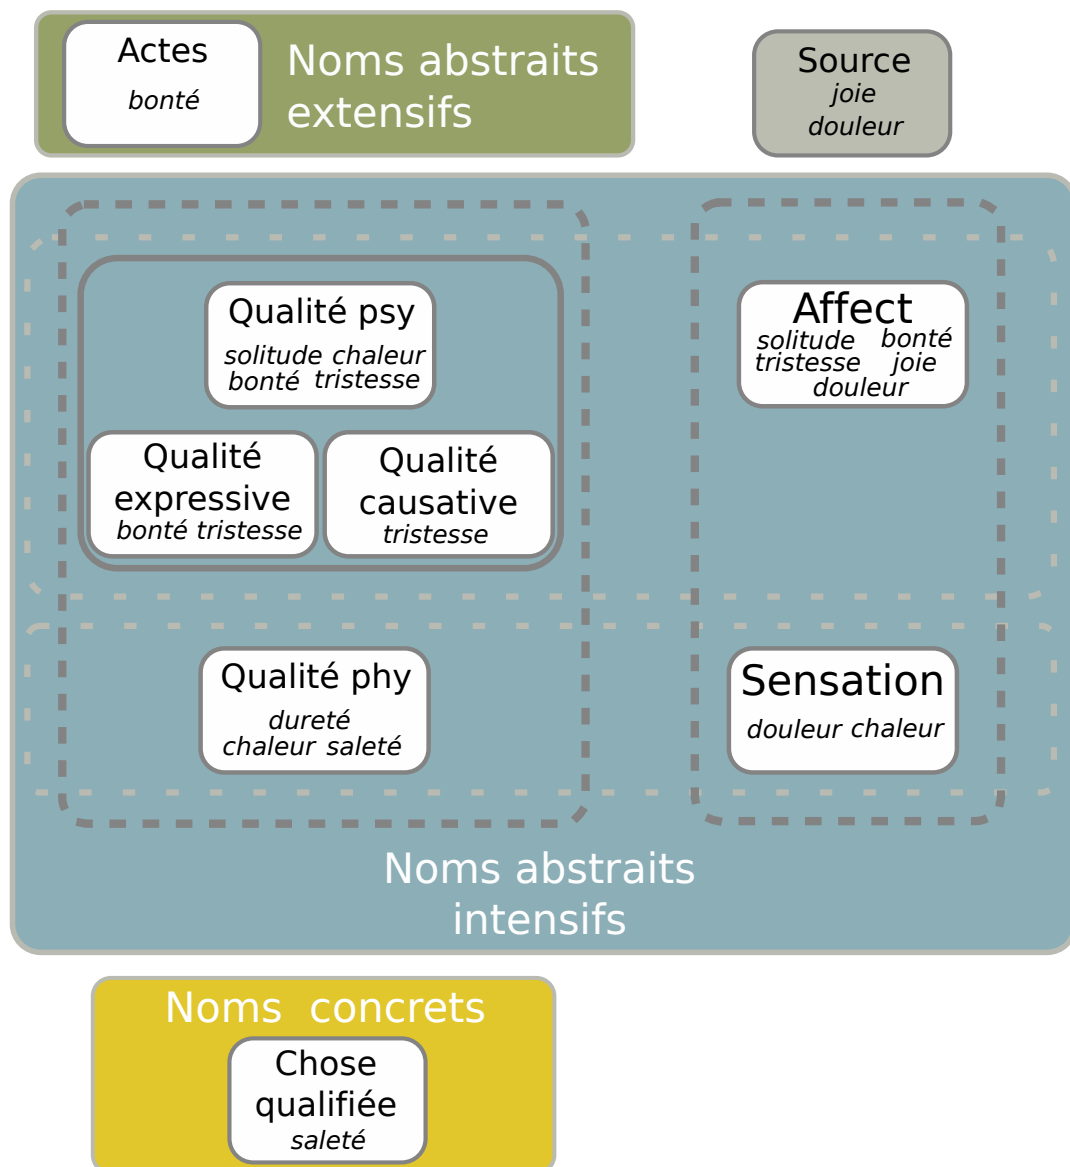 Actes
bonté
Noms abstraits
extensifs
Source
joie
douleur
Qualité psy
solitude chaleur
bonté tristesse
Affect
solitude bonté
tristesse joie
douleur
Qualité
expressive
bonté tristesse
Qualité
causative
tristesse
Qualité phy
dureté
chaleur saleté
Sensation
douleur chaleur
Noms abstraits
intensifs
Noms concrets
Chose
qualifiée
saleté